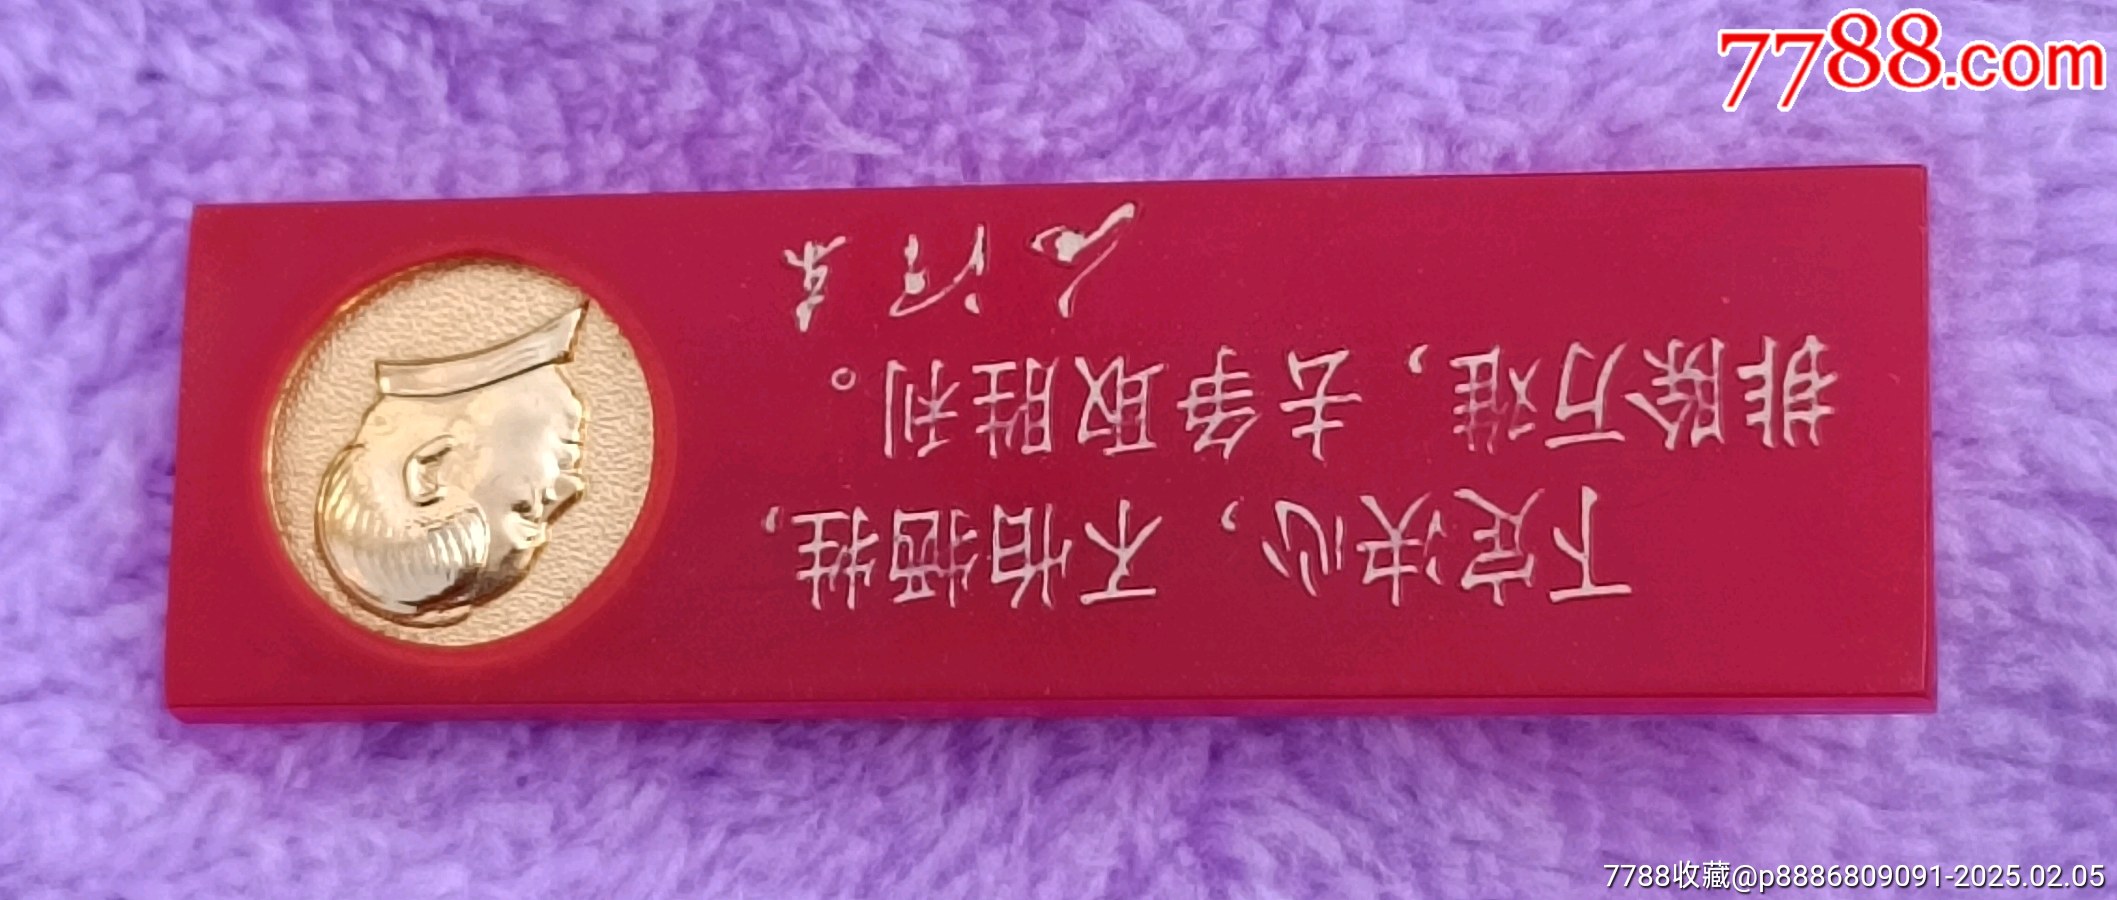 7788.com
下定决心，不怕牺牲，
排除万难，去争取胜利。
毛泽东
7788收藏@p8886809091-2025.02.05